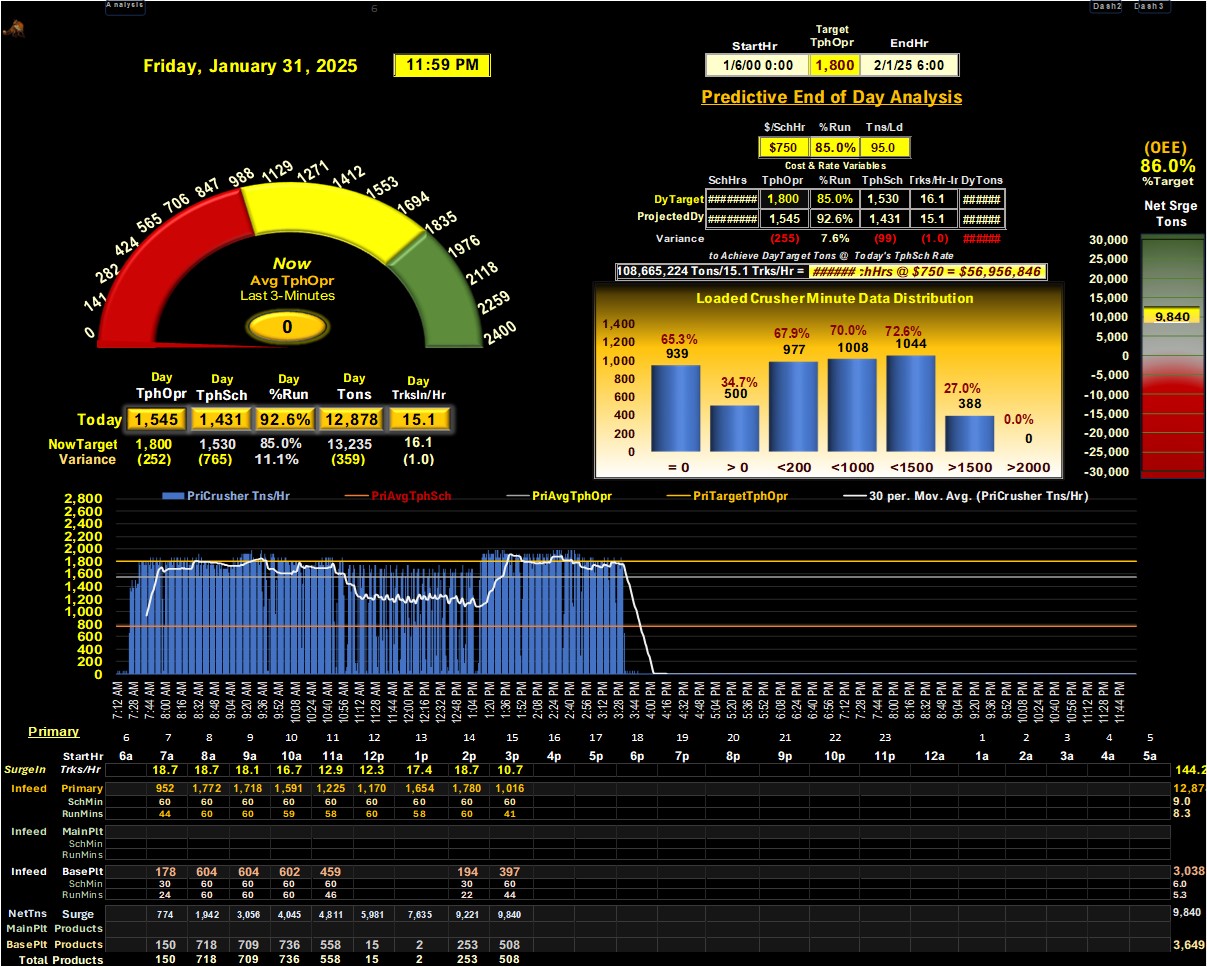 Analysis
6
Dash2 Dash3
Friday, January 31, 2025 11:59 PM
StartHr Target TphOpr EndHr
1/6/00 0:00 1,800 2/1/25 6:00
Predictive End of Day Analysis
$/SchHr %Run Tns/Ld
$750 85.0% 95.0
Cost & Rate Variables
SchHrs TphOpr %Run TphSch Trks/Hr-Ir DyTons
DyTarget ######## 1,800 85.0% 1,530 16.1 ######
ProjectedDy ######## 1,545 92.6% 1,431 15.1 ######
Variance (255) 7.6% (99) (1.0) ######
to Achieve DayTarget Tons @ Today's TphSch Rate
108,665,224 Tons/15.1 Trks/Hr = ###### :hHrs @ $750 = $56,956,846
(OEE)
86.0%
%Target
Net Srge
Tons
30,000
25,000
20,000
15,000
10,000
9,840
5,000
0
-5,000
-10,000
-15,000
-20,000
-25,000
-30,000
0 141 282 424 565 706 847 988 1129 1271 1412 1553 1694 1835 1976 2118 2259 2400
Now
Avg TphOpr
Last 3-Minutes
0
Day TphOpr Day TphSch Day %Run Day Tons Day TrksIn/Hr
Today 1,545 1,431 92.6% 12,878 15.1
NowTarget 1,800 1,530 85.0% 13,235 16.1
Variance (252) (765) 11.1% (359) (1.0)
Loaded Crusher Minute Data Distribution
1,400
1,200
1,000
800
600
400
200
0
65.3% 34.7% 67.9% 70.0% 72.6% 27.0% 0.0%
939 500 977 1008 1044 388 0
= 0 > 0 <200 <1000 <1500 >1500 >2000
PriCrusher Tns/Hr PriAvgTphSch PriAvgTphOpr PriTargetTphOpr 30 per. Mov. Avg. (PriCrusher Tns/Hr)
2,800
2,600
2,400
2,200
2,000
1,800
1,600
1,400
1,200
1,000
800
600
400
200
0
7:12 AM 7:28 AM 7:44 AM 8:00 AM 8:16 AM 8:32 AM 8:48 AM 9:04 AM 9:20 AM 9:36 AM 9:52 AM 10:08 AM 10:24 AM 10:40 AM 10:56 AM 11:12 AM 11:28 AM 11:44 AM 12:00 PM 12:16 PM 12:32 PM 12:48 PM 1:04 PM 1:20 PM 1:36 PM 1:52 PM 2:08 PM 2:24 PM 2:40 PM 2:56 PM 3:12 PM 3:28 PM 3:44 PM 4:00 PM 4:16 PM 4:32 PM 4:48 PM 5:04 PM 5:20 PM 5:36 PM 5:52 PM 6:08 PM 6:24 PM 6:40 PM 6:56 PM 7:12 PM 7:28 PM 7:44 PM 8:00 PM 8:16 PM 8:32 PM 8:48 PM 9:04 PM 9:20 PM 9:36 PM 9:52 PM 10:08 PM 10:24 PM 10:40 PM 10:56 PM 11:12 PM 11:28 PM 11:44 PM
Primary 6 7 8 9 10 11 12 13 14 15 16 17 18 19 20 21 22 23 1 2 3 4 5
StartHr 6a 7a 8a 9a 10a 11a 12p 1p 2p 3p 4p 5p 6p 7p 8p 9p 10p 11p 12a 1a 2a 3a 4a 5a
SurgeIn Trks/Hr 18.7 18.7 18.1 16.7 12.9 12.3 17.4 18.7 10.7 144.2
Infeed Primary 952 1,772 1,718 1,591 1,225 1,170 1,654 1,780 1,016 12,87
SchMin 60 60 60 60 60 60 60 60 60 9.0
RunMins 44 60 60 59 58 60 58 60 41 8.3
Infeed MainPlt
SchMin
RunMins
Infeed BasePlt 178 604 604 602 459 194 397 3,038
SchMin 30 60 60 60 60 30 60 6.0
RunMins 24 60 60 60 46 22 44 5.3
NetTns Surge 774 1,942 3,056 4,045 4,811 5,981 7,635 9,221 9,840 9,840
MainPlt Products
BasePlt Products 150 718 709 736 558 15 2 253 508 3,649
Total Products 150 718 709 736 558 15 2 253 508